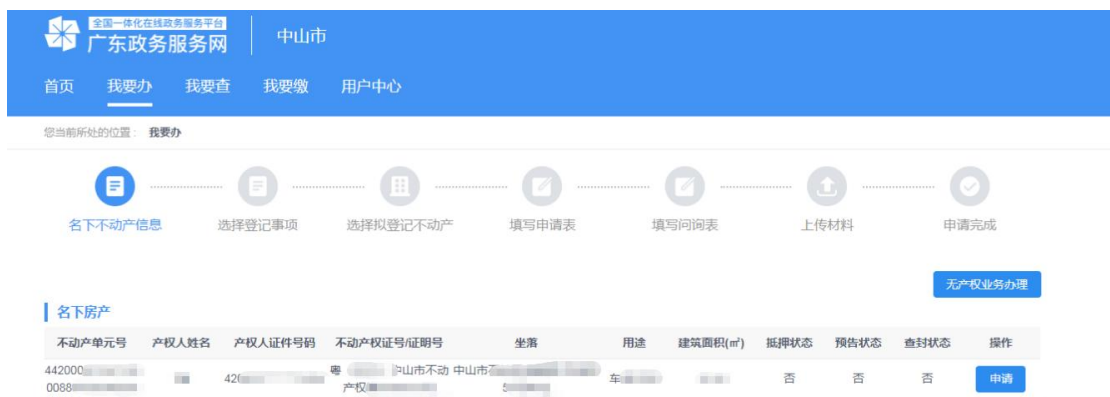 全国一体化在线政务服务平台
广东政务服务网
中山市
首页 我要办 我要查 我要缴 用户中心
您当前所处的位置： 我要办
名下不动产信息 选择登记事项 选择拟登记不动产 填写申请表 填写问询表 上传材料 申请完成
无产权业务办理
名下房产
不动产单元号 产权人姓名 产权人证件号码 不动产权证号/证明号 坐落 用途 建筑面积(㎡) 抵押状态 预告状态 查封状态 操作
442000 粤 中山市不动 中山市
0088 420 产权 5 车 否 否 否 申请